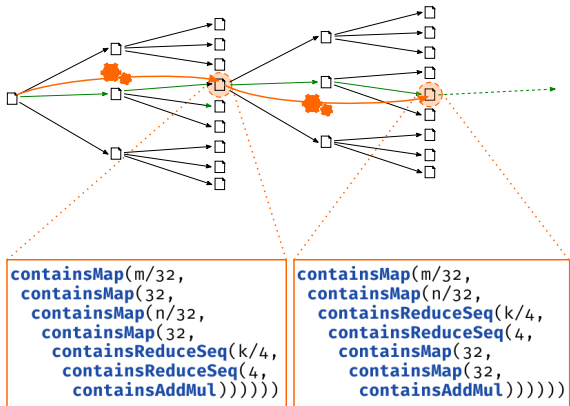 containsMap(m/32,
containsMap(32,
containsMap(n/32,
containsMap(32,
containsReduceSeq(k/4,
containsReduceSeq(4,
containsAddMul))))))
containsMap(m/32,
containsMap(n/32,
containsReduceSeq(k/4,
containsReduceSeq(4,
containsMap(32,
containsMap(32,
containsAddMul))))))